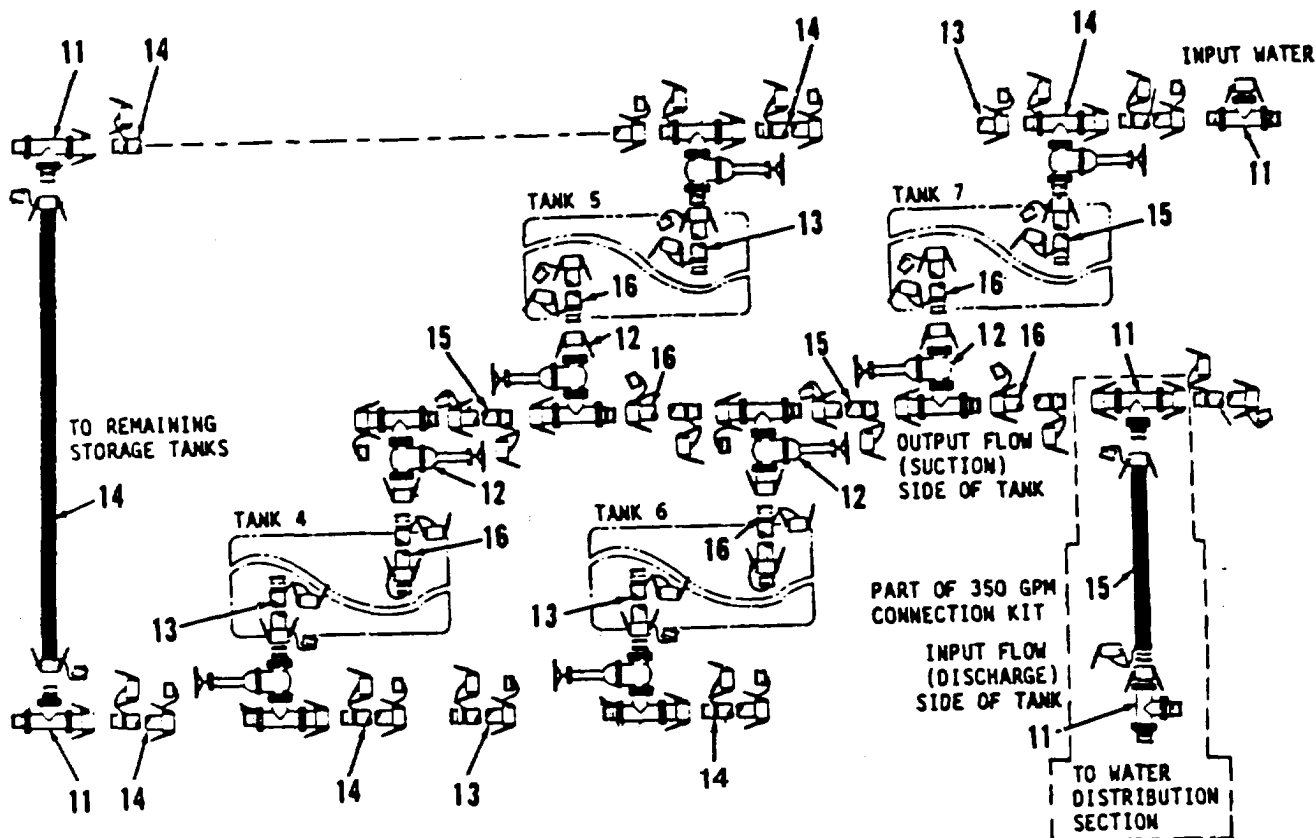 11
14
14
13
14
INPUT WATER
11
TANK 5
13
TANK 7
15
16
16
12
12
15
16
15
16
11
TO REMAINING
STORAGE TANKS
OUTPUT FLOW
(SUCTION)
SIDE OF TANK
12
12
14
TANK 4
16
TANK 6
16
13
13
PART OF 350 GPM
CONNECTION KIT
15
INPUT FLOW
(DISCHARGE)
SIDE OF TANK
11
11
14
14
13
14
TO WATER
DISTRIBUTION
SECTION